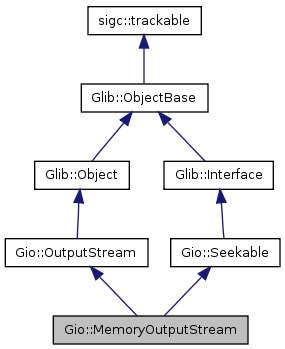 sigc::trackable
Glib::ObjectBase
Glib::Object
Glib::Interface
Gio::OutputStream
Gio::Seekable
Gio::MemoryOutputStream